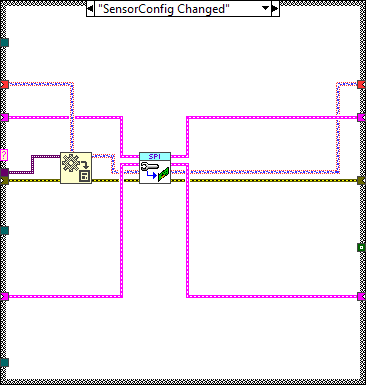 "SensorConfig Changed"
?
SPI